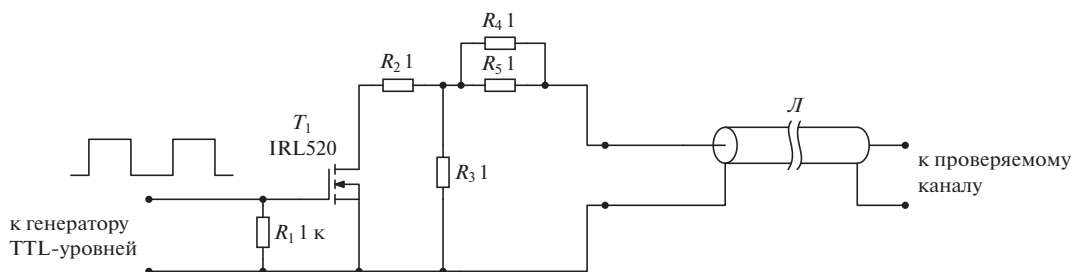 R4 1
R2 1
R5 1
Л
T1
IRL520
R3 1
к проверяемому
каналу
к генератору
TTL-уровней
R1 1 к